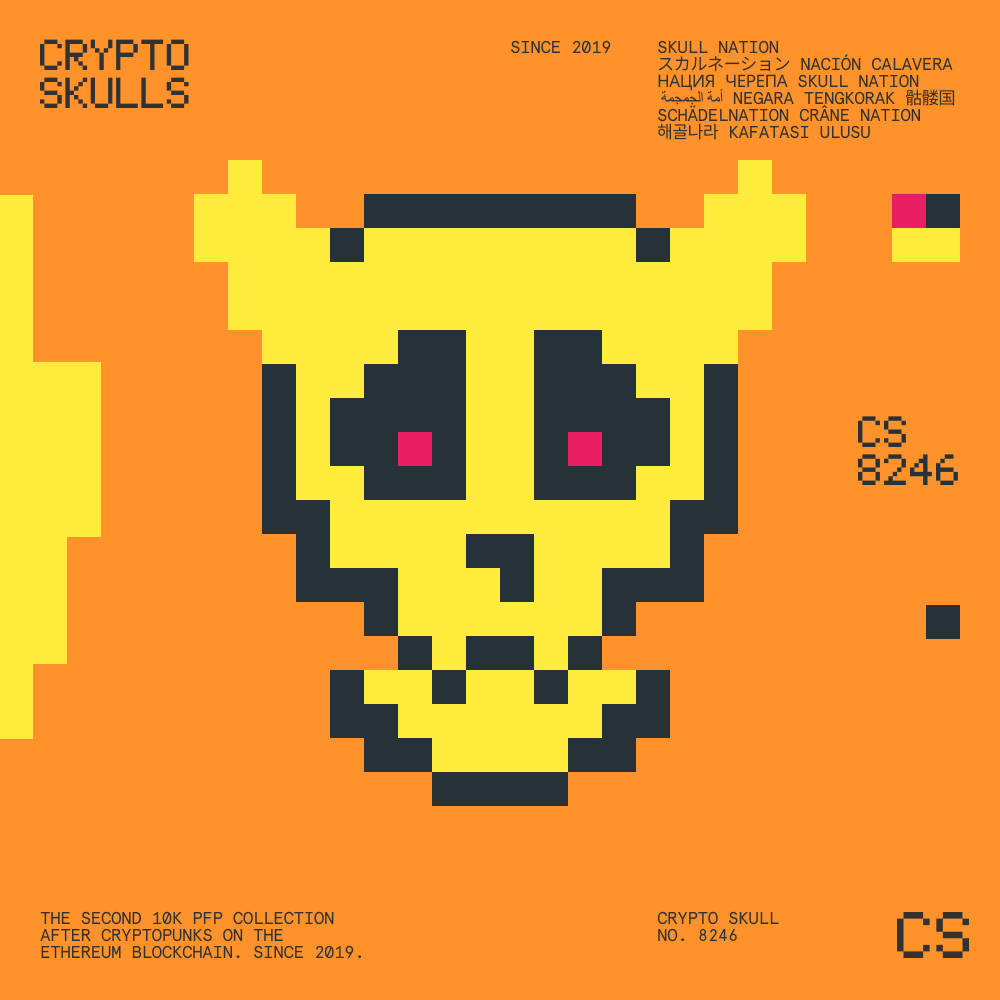 CRYPTO
SKULLS
SINCE 2019
SKULL NATION
スカルネーション NACIÓN CALAVERA
НАЦИЯ ЧЕРЕПА SKULL NATION
أمة الجمجمة NEGARA TENGKORAK 骷髅国
SCHÄDELNATION CRÂNE NATION
해골나라 KAFATASI ULUSU
CS
8246
THE SECOND 10K PFP COLLECTION
AFTER CRYPTOPUNKS ON THE
ETHEREUM BLOCKCHAIN. SINCE 2019.
CRYPTO SKULL
NO. 8246
CS